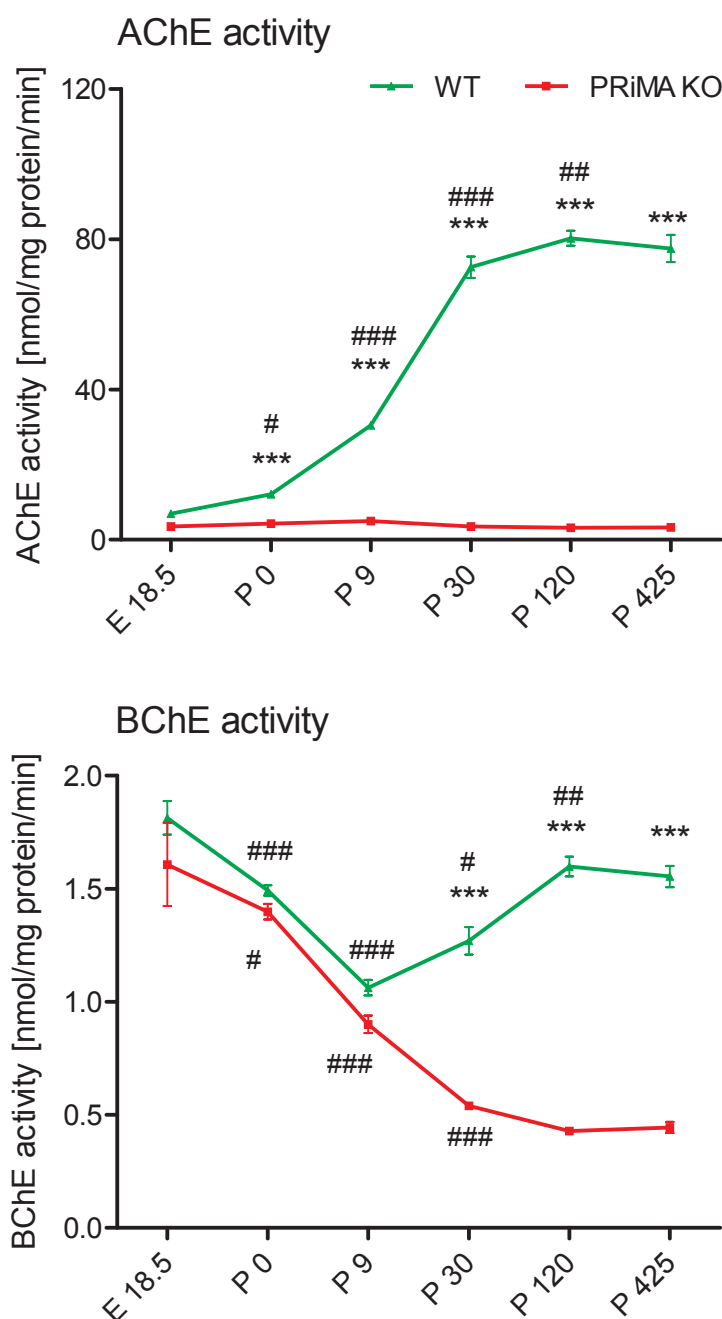 AChE activity
AChE activity [nmol/mg protein/min]
120
80
40
0
WT
PRiMA KO
#
***
###
***
###
***
##
***
***
E 18.5
P 0
P 9
P 30
P 120
P 425
BChE activity
BChE activity [nmol/mg protein/min]
2.0
1.5
1.0
0.5
0.0
###
#
###
###
#
***
###
##
***
***
E 18.5
P 0
P 9
P 30
P 120
P 425